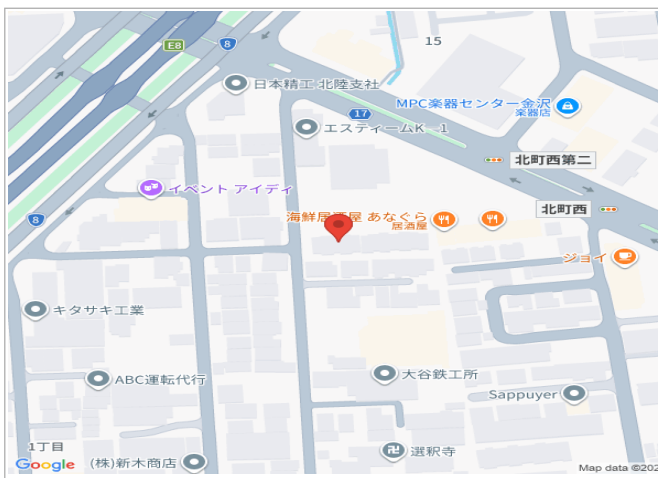 15
E8
8
日本精工 北陸支社
MPC楽器センター金沢
楽器店
17
エスティームK
1
北町西第二
イベント アイディ
北町西
海鮮居酒屋 あなぐら
居酒屋
8
ジョイ
キタサキ工業
大谷鉄工所
ABC運転代行
Sappuyer
1丁目
選釈寺
Google
(株)新木商店
Map data ©202